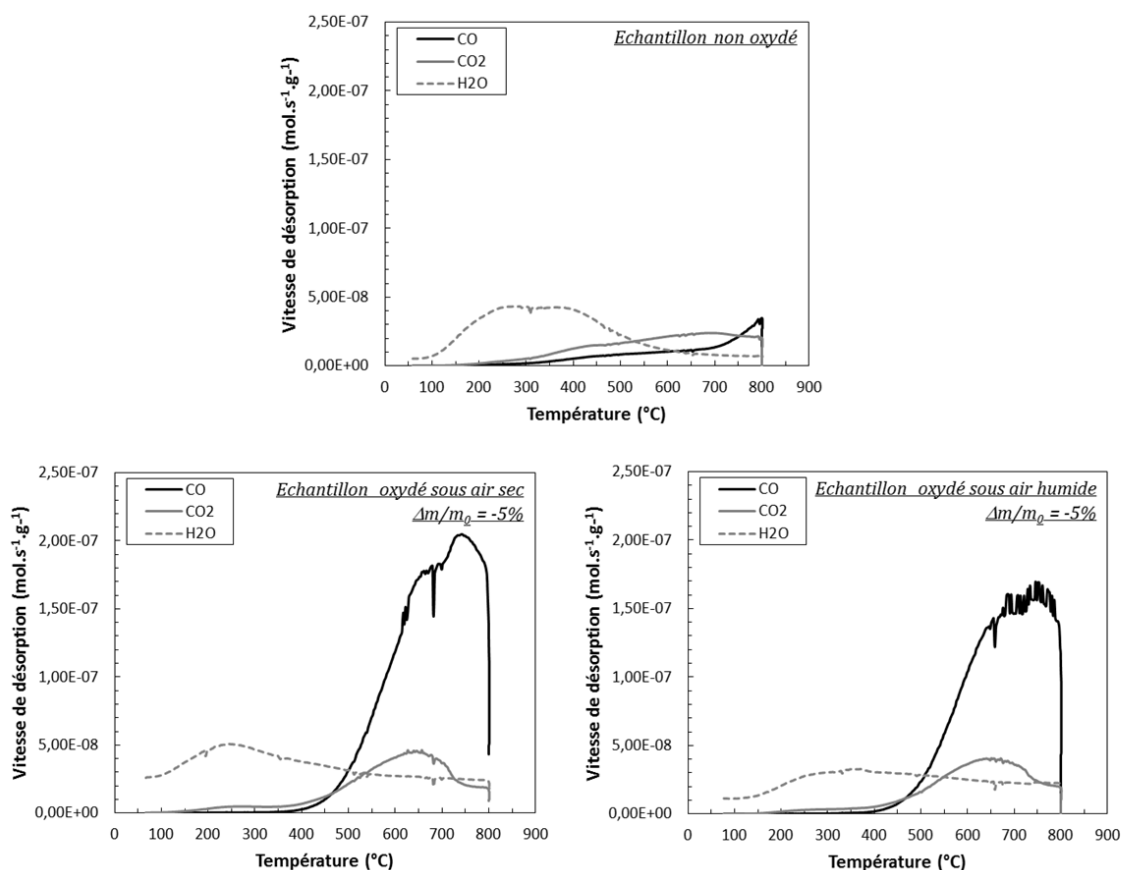 Echantillon non oxydé
CO
CO2
H2O
Vitesse de désorption (mol.s⁻¹·g⁻¹)
2,50E-07
2,00E-07
1,50E-07
1,00E-07
5,00E-08
0,00E+00
0 100 200 300 400 500 600 700 800 900
Température (°C)
Echantillon oxydé sous air sec
Δm/m₀ = -5%
CO
CO2
H2O
Vitesse de désorption (mol.s⁻¹·g⁻¹)
2,50E-07
2,00E-07
1,50E-07
1,00E-07
5,00E-08
0,00E+00
0 100 200 300 400 500 600 700 800 900
Température (°C)
Echantillon oxydé sous air humide
Δm/m₀ = -5%
CO
CO2
H2O
Vitesse de désorption (mol.s⁻¹·g⁻¹)
2,50E-07
2,00E-07
1,50E-07
1,00E-07
5,00E-08
0,00E+00
0 100 200 300 400 500 600 700 800 900
Température (°C)